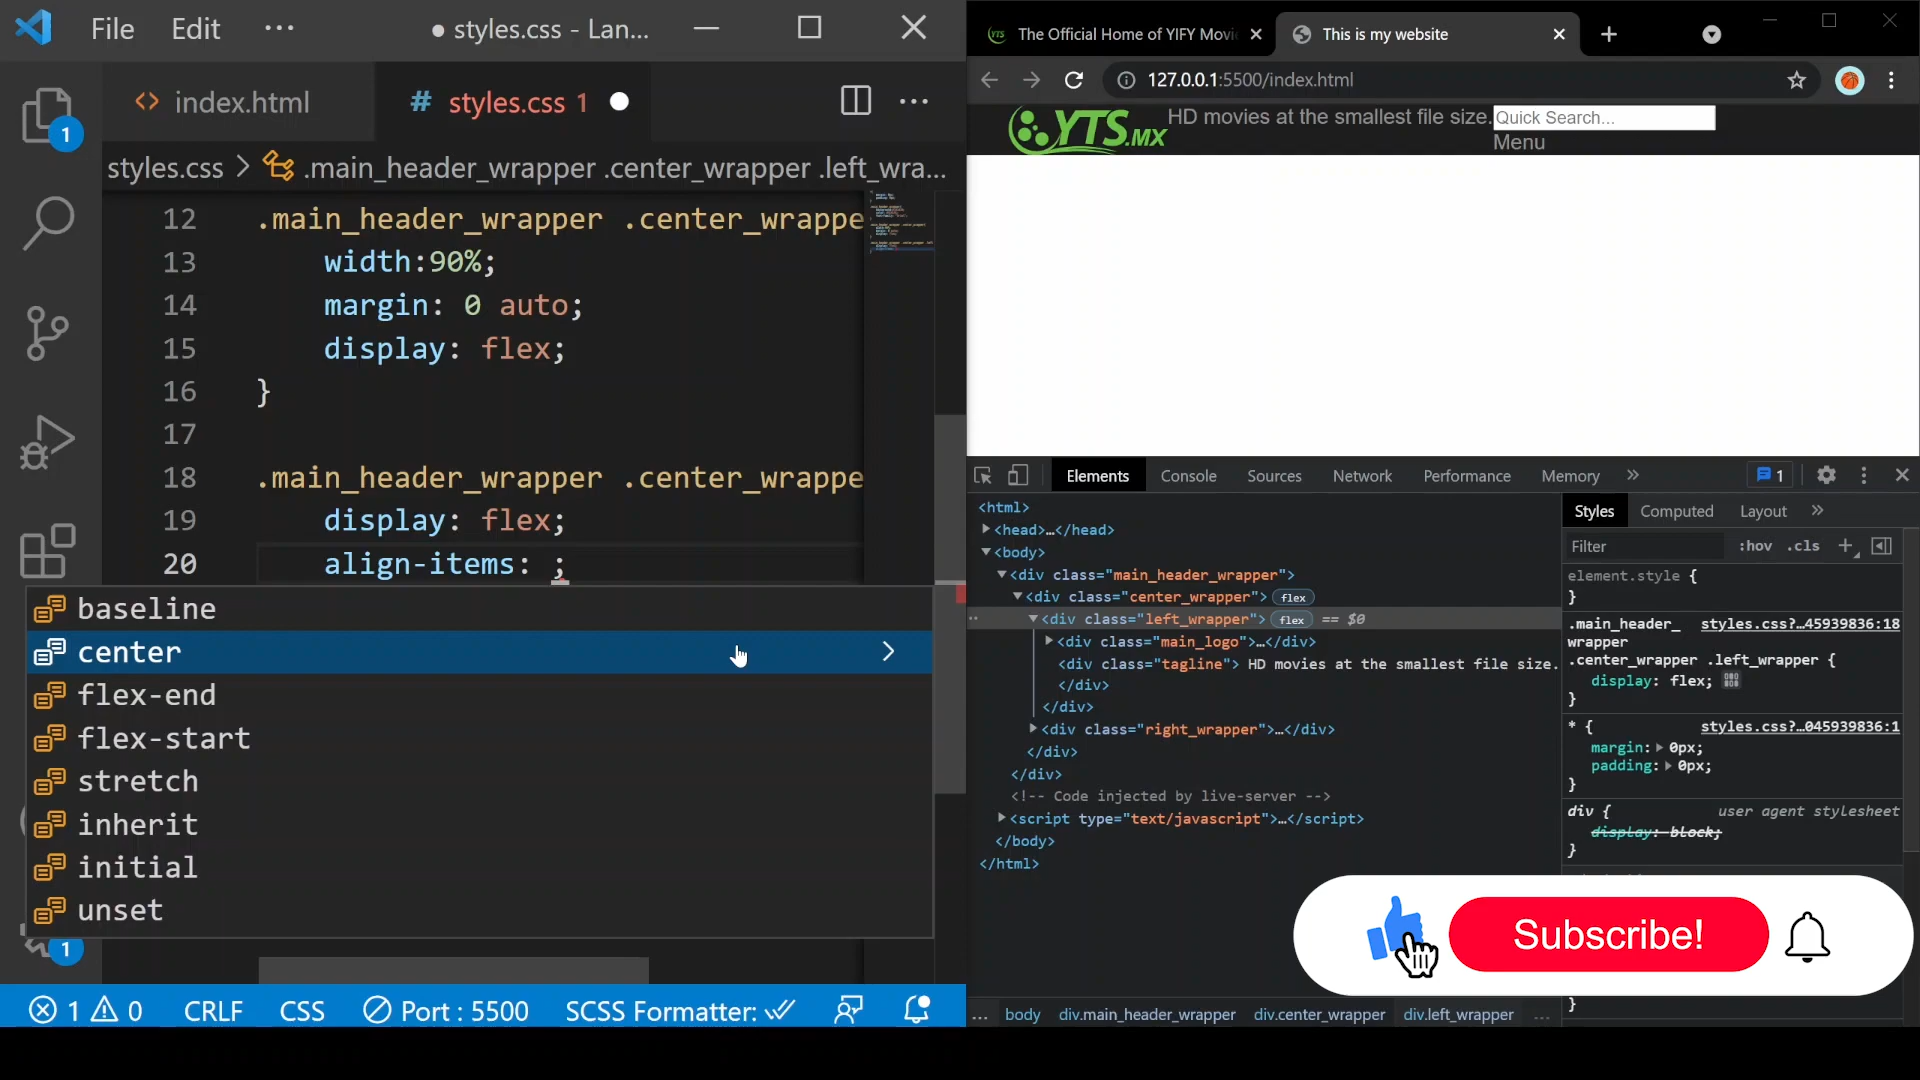 File Edit ···
● styles.css - Lan...
<> index.html
# styles.css 1
styles.css > .main_header_wrapper .center_wrapper .left_wra...
12 .main_header_wrapper .center_wrappe
13 width:90%;
14 margin: 0 auto;
15 display: flex;
16 }
17
18 .main_header_wrapper .center_wrappe
19 display: flex;
20 align-items: ;
baseline
center
flex-end
flex-start
stretch
inherit
initial
unset
1
1
1 0 CRLF CSS Port : 5500 SCSS Formatter:
The Official Home of YIFY Movi
This is my website
127.0.0.1:5500/index.html
YTS.MX
HD movies at the smallest file size.
Quick Search...
Menu
Elements Console Sources Network Performance Memory » 1
<html>
<head>…</head>
<body>
<div class="main_header_wrapper">
<div class="center_wrapper"> flex
<div class="left_wrapper"> flex == $0
<div class="main_logo">…</div>
<div class="tagline"> HD movies at the smallest file size.
</div>
</div>
<div class="right_wrapper">…</div>
</div>
</div>
<!-- Code injected by live-server -->
<script type="text/javascript">…</script>
</body>
</html>
... body div.main_header_wrapper div.center_wrapper div.left_wrapper ...
Styles Computed Layout »
Filter :hov .cls +
element.style {
}
.main_header_ styles.css?…45939836:18
wrapper
.center_wrapper .left_wrapper {
display: flex;
}
* { styles.css?…045939836:1
margin: 0px;
padding: 0px;
}
div { user agent stylesheet
display: block;
}
}
Subscribe!